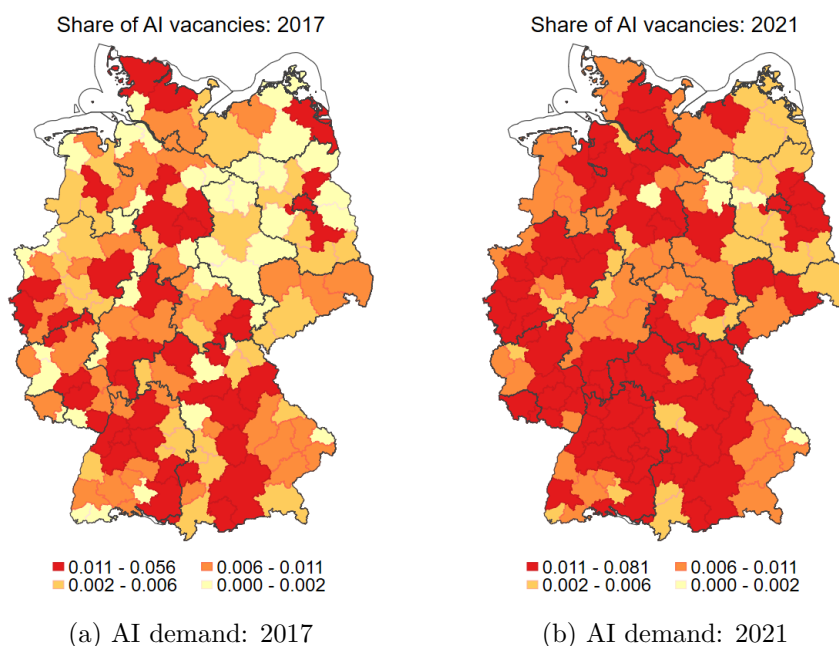 Share of AI vacancies: 2017
Share of AI vacancies: 2021
0.011 - 0.056 0.006 - 0.011
0.002 - 0.006 0.000 - 0.002
0.011 - 0.081 0.006 - 0.011
0.002 - 0.006 0.000 - 0.002
(a) AI demand: 2017
(b) AI demand: 2021